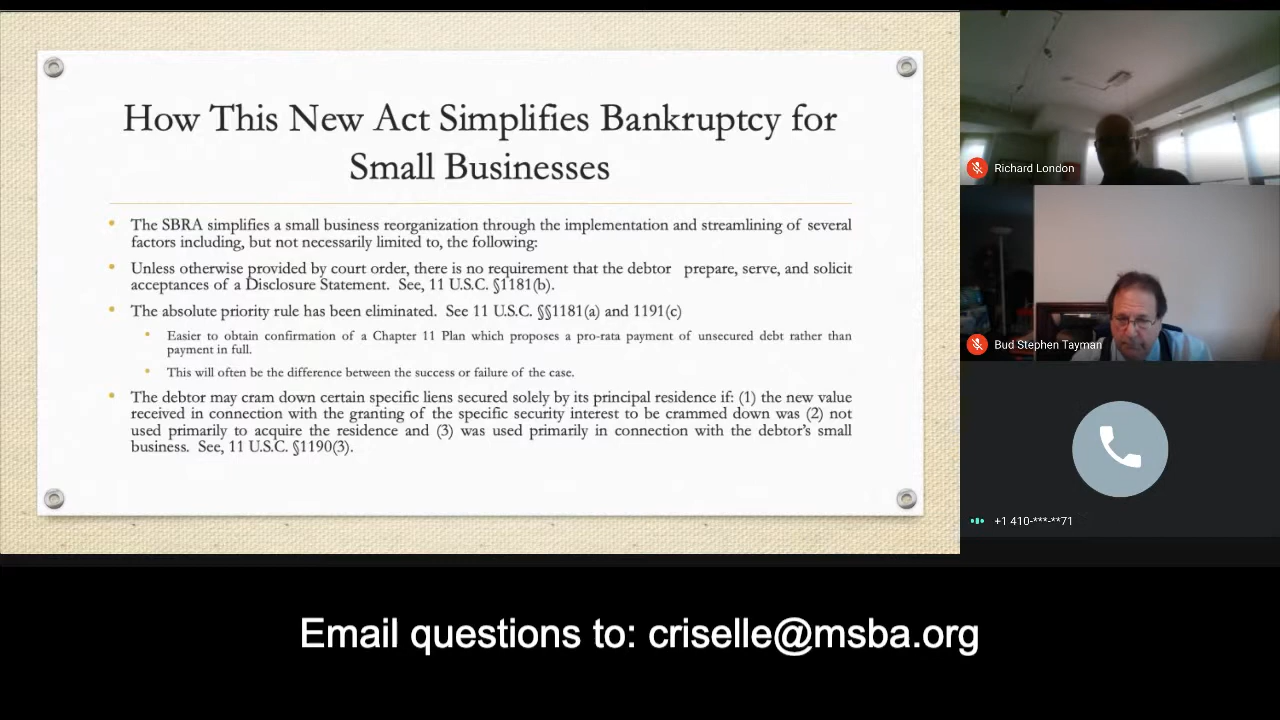 How This New Act Simplifies Bankruptcy for
Small Businesses
• The SBRA simplifies a small business reorganization through the implementation and streamlining of several
factors including, but not necessarily limited to, the following:
• Unless otherwise provided by court order, there is no requirement that the debtor prepare, serve, and solicit
acceptances of a Disclosure Statement. See, 11 U.S.C. §1181(b).
• The absolute priority rule has been eliminated. See 11 U.S.C. §§1181(a) and 1191(c)
• Easier to obtain confirmation of a Chapter 11 Plan which proposes a pro-rata payment of unsecured debt rather than
payment in full.
• This will often be the difference between the success or failure of the case.
• The debtor may cram down certain specific liens secured solely by its principal residence if: (1) the new value
received in connection with the granting of the specific security interest to be crammed down was (2) not
used primarily to acquire the residence and (3) was used primarily in connection with the debtor's small
business. See, 11 U.S.C. §1190(3).
Richard London
Bud Stephen Tayman
+1 410-***-**71
Email questions to: criselle@msba.org